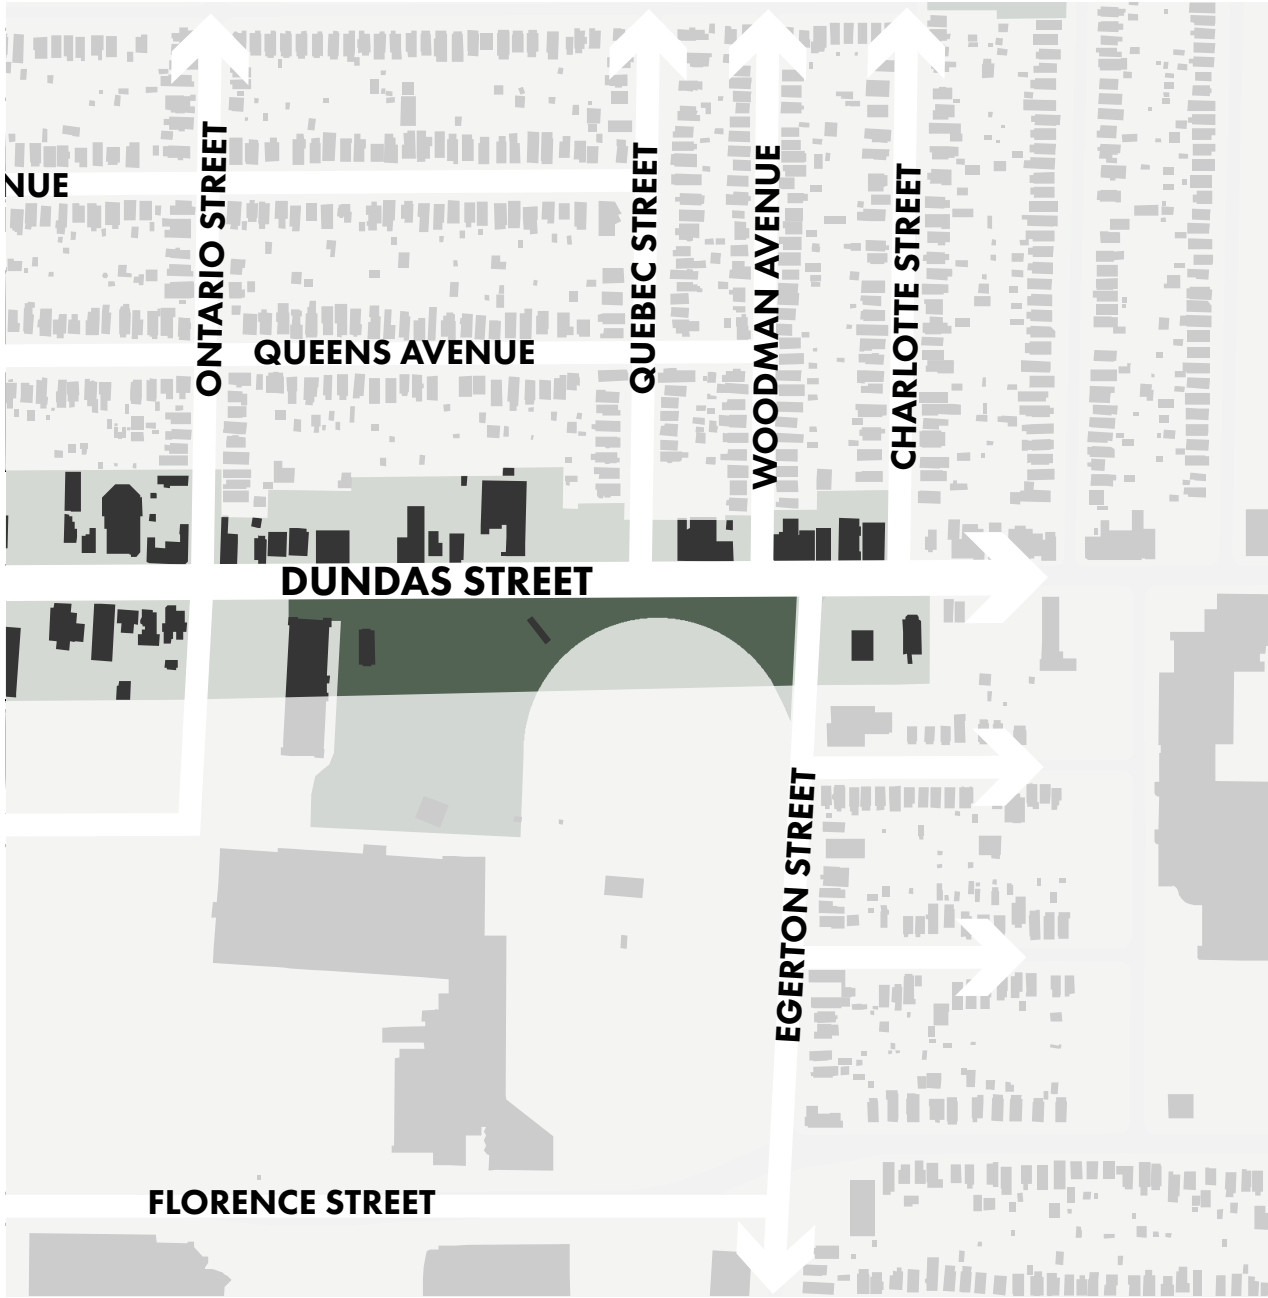 NUE
ONTARIO STREET
QUEBEC STREET
WOODMAN AVENUE
CHARLOTTE STREET
QUEENS AVENUE
DUNDAS STREET
EGERTON STREET
FLORENCE STREET